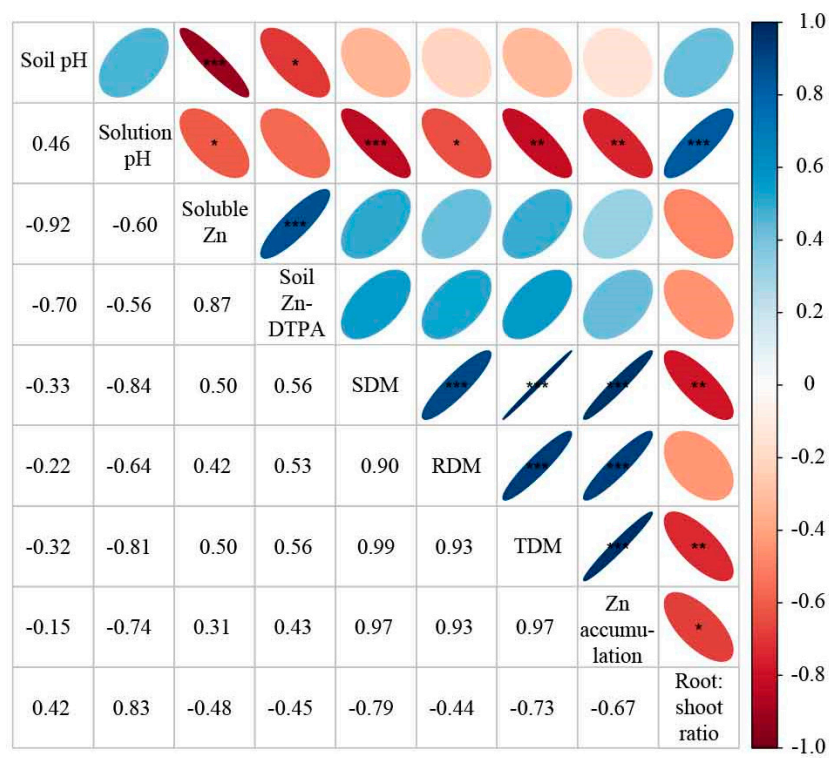 1.0
Soil pH *** *
0.8
0.46 Solution pH * *** * ** ** ***
0.6
-0.92 -0.60 Soluble Zn ***
0.4
-0.70 -0.56 0.87 Soil Zn-DTPA
0.2
0
-0.33 -0.84 0.50 0.56 SDM *** *** *** **
-0.2
-0.22 -0.64 0.42 0.53 0.90 RDM *** ***
-0.4
-0.32 -0.81 0.50 0.56 0.99 0.93 TDM *** **
-0.6
-0.15 -0.74 0.31 0.43 0.97 0.93 0.97 Zn accumu-lation *
-0.8
0.42 0.83 -0.48 -0.45 -0.79 -0.44 -0.73 -0.67 Root: shoot ratio
-1.0